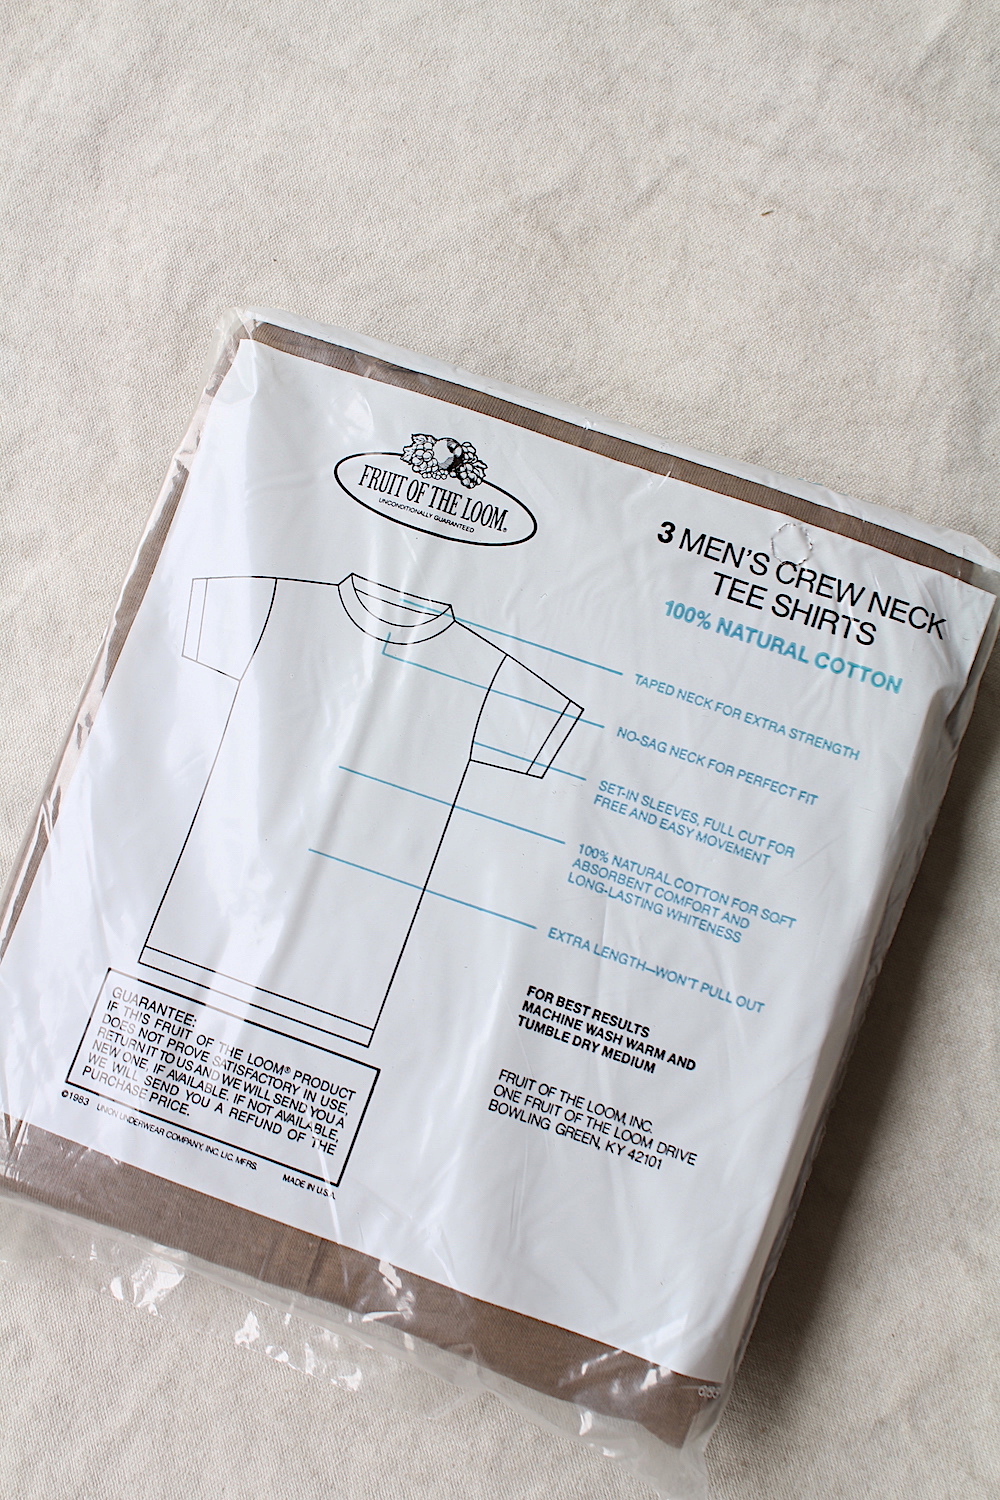 FRUIT OF THE LOOM®
UNCONDITIONALLY GUARANTEED
3 MEN'S CREW NECK
TEE SHIRTS
100% NATURAL COTTON
TAPED NECK FOR EXTRA STRENGTH
NO-SAG NECK FOR PERFECT FIT
SET-IN SLEEVES, FULL CUT FOR
FREE AND EASY MOVEMENT
100% NATURAL COTTON FOR SOFT
ABSORBENT COMFORT AND
LONG-LASTING WHITENESS
EXTRA LENGTH—WON'T PULL OUT
FOR BEST RESULTS
MACHINE WASH WARM AND
TUMBLE DRY MEDIUM
FRUIT OF THE LOOM, INC.
ONE FRUIT OF THE LOOM DRIVE
BOWLING GREEN, KY 42101
GUARANTEE:
IF THIS FRUIT OF THE LOOM® PRODUCT
DOES NOT PROVE SATISFACTORY IN USE,
RETURN IT TO US AND WE WILL SEND YOU A
NEW ONE, IF AVAILABLE. IF NOT AVAILABLE,
WE WILL SEND YOU A REFUND OF THE
PURCHASE PRICE.
©1983 UNION UNDERWEAR COMPANY, INC. LIC. MFRS.
MADE IN U.S.A.